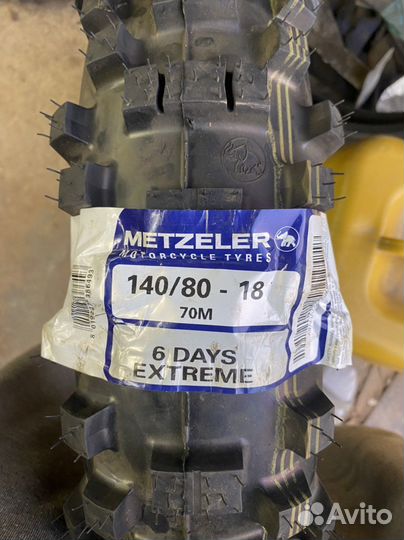 METZELER
MOTORCYCLE TYRES
140/80 - 18
70M
6 DAYS
EXTREME
Avito